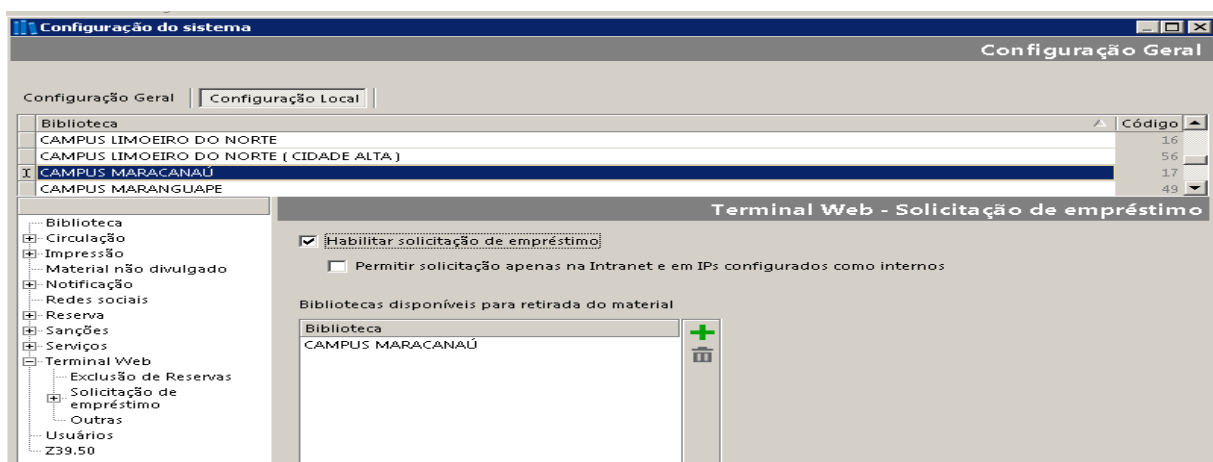 Configuração do sistema
Configuração Geral
Configuração Geral Configuração Local
Biblioteca Código
CAMPUS LIMOEIRO DO NORTE 16
CAMPUS LIMOEIRO DO NORTE ( CIDADE ALTA ) 56
CAMPUS MARACANAÚ 17
CAMPUS MARANGUAPE 49
Terminal Web - Solicitação de empréstimo
Biblioteca
Circulação
Impressão
Material não divulgado
Notificação
Redes sociais
Reserva
Sanções
Serviços
Terminal Web
Exclusão de Reservas
Solicitação de
empréstimo
Outras
Usuários
Z39.50
Habilitar solicitação de empréstimo
Permitir solicitação apenas na Intranet e em IPs configurados como internos
Bibliotecas disponíveis para retirada do material
Biblioteca
CAMPUS MARACANAÚ